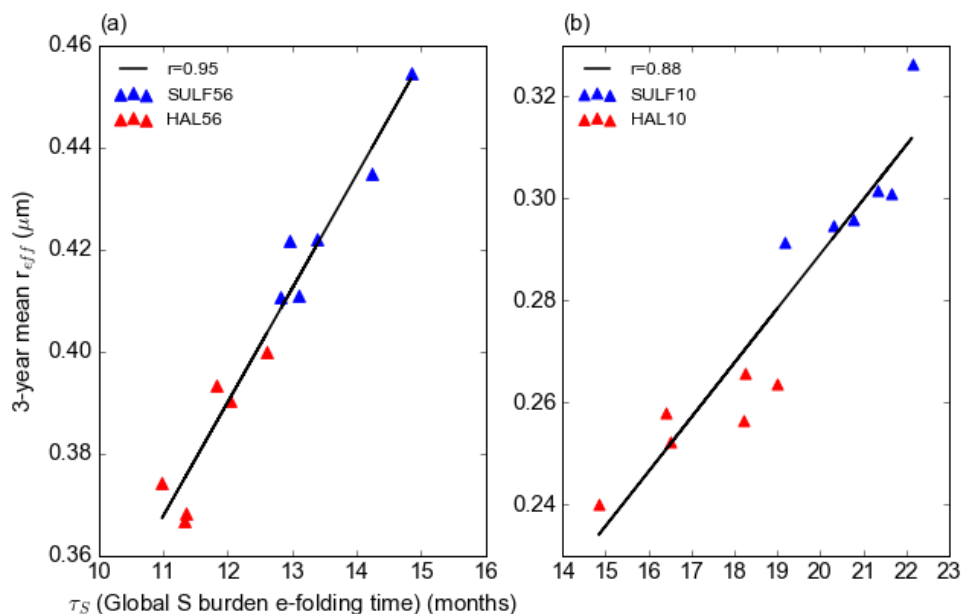 (a)
0.46
0.44
0.42
0.40
0.38
0.36
10 11 12 13 14 15 16
r=0.95
SULF56
HAL56
3-year mean r_eff (μm)
(b)
0.32
0.30
0.28
0.26
0.24
14 15 16 17 18 19 20 21 22 23
r=0.88
SULF10
HAL10
τ_S (Global S burden e-folding time) (months)